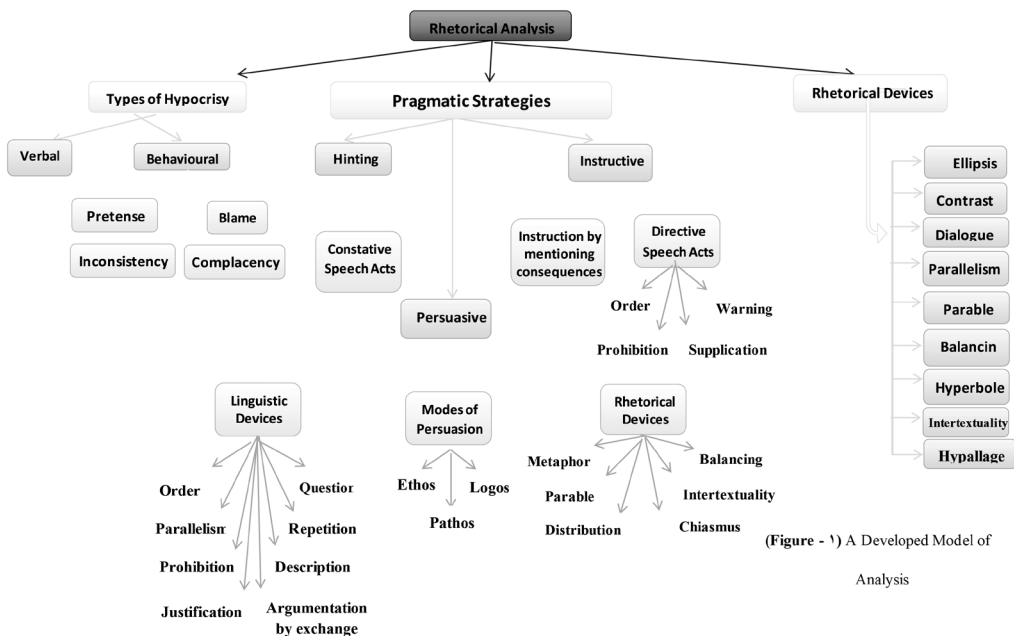 Rhetorical Analysis
Types of Hypocrisy
Pragmatic Strategies
Rhetorical Devices
Verbal
Behavioural
Hinting
Instructive
Ellipsis
Contrast
Dialogue
Parallelism
Parable
Balancin
Hyperbole
Intertextuality
Hypallage
Pretense
Blame
Inconsistency
Complacency
Constative
Speech Acts
Instruction by
mentioning
consequences
Directive
Speech Acts
Order
Warning
Prohibition
Supplication
Persuasive
Linguistic
Devices
Modes of
Persuasion
Rhetorical
Devices
Order
Question
Parallelism
Repetition
Prohibition
Description
Justification
Argumentation
by exchange
Ethos
Logos
Pathos
Metaphor
Balancing
Parable
Intertextuality
Distribution
Chiasmus
(Figure - ١) A Developed Model of
Analysis